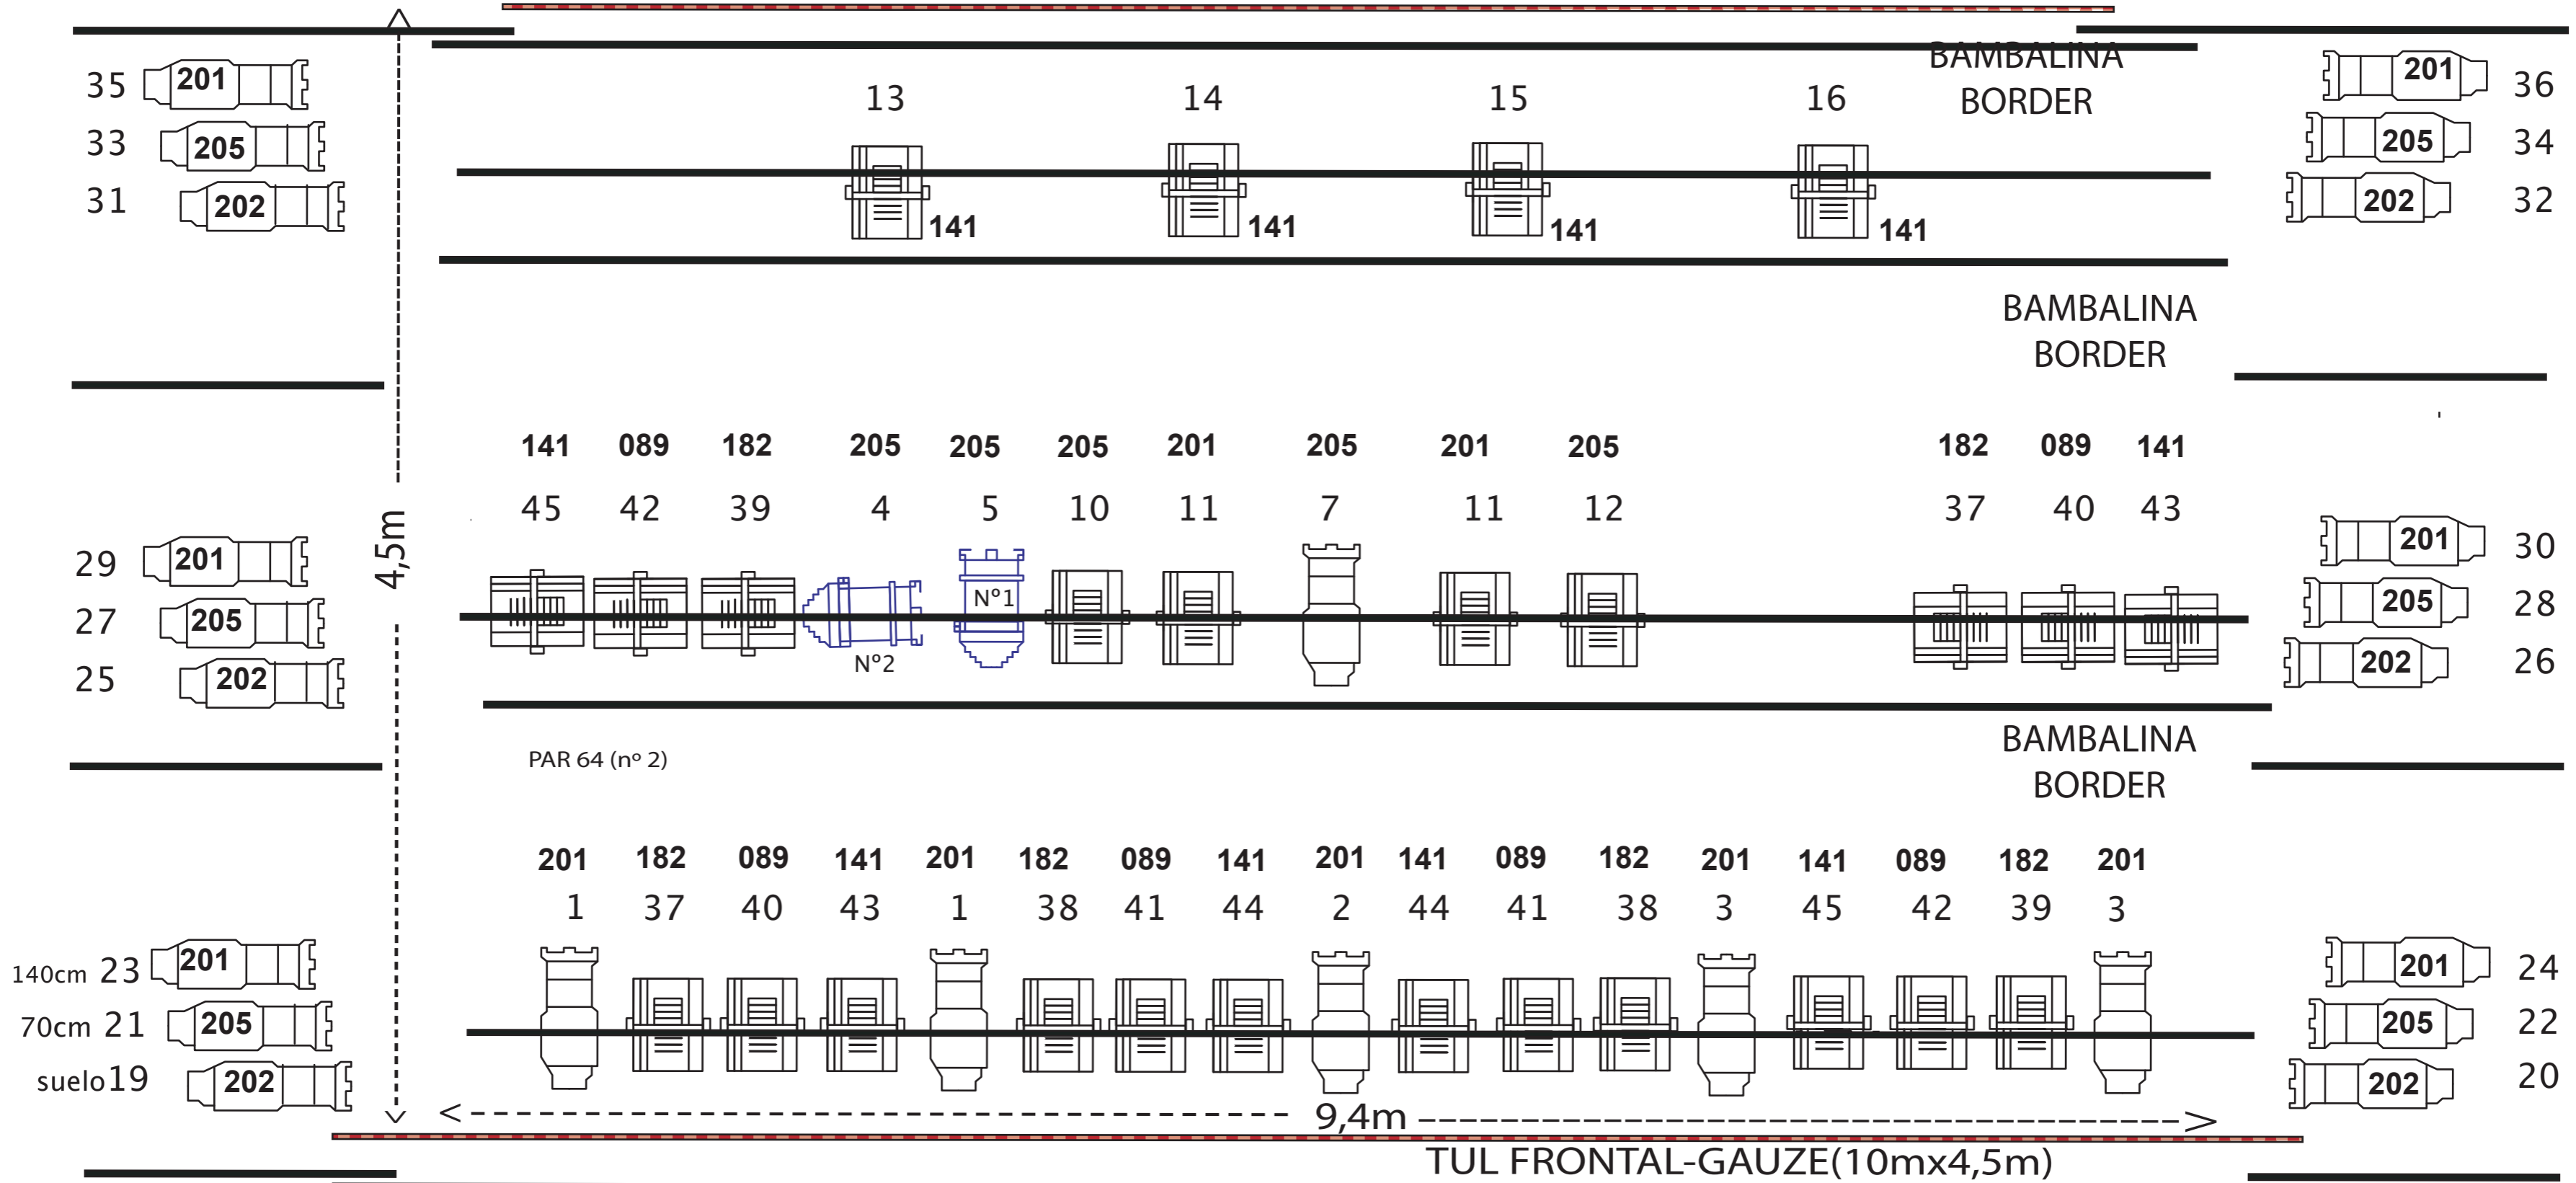 BAMBALINA
BORDER
35 201
13 14 15 16
201 36
33 205
205 34
31 202
202 32
141 141 141 141
BAMBALINA
BORDER
141 089 182 205 205 205 201 205 201 205 182 089 141
45 42 39 4 5 10 11 7 11 12 37 40 43
4,5m
29 201
201 30
27 205
Nº1
205 28
25 202
Nº2
202 26
PAR 64 (nº 2)
BAMBALINA
BORDER
201 182 089 141 201 182 089 141 201 141 089 182 201 141 089 182 201
1 37 40 43 1 38 41 44 2 44 41 38 3 45 42 39 3
140cm 23 201
201 24
70cm 21 205
205 22
suelo19 202
202 20
9,4m
TUL FRONTAL-GAUZE(10mx4,5m)